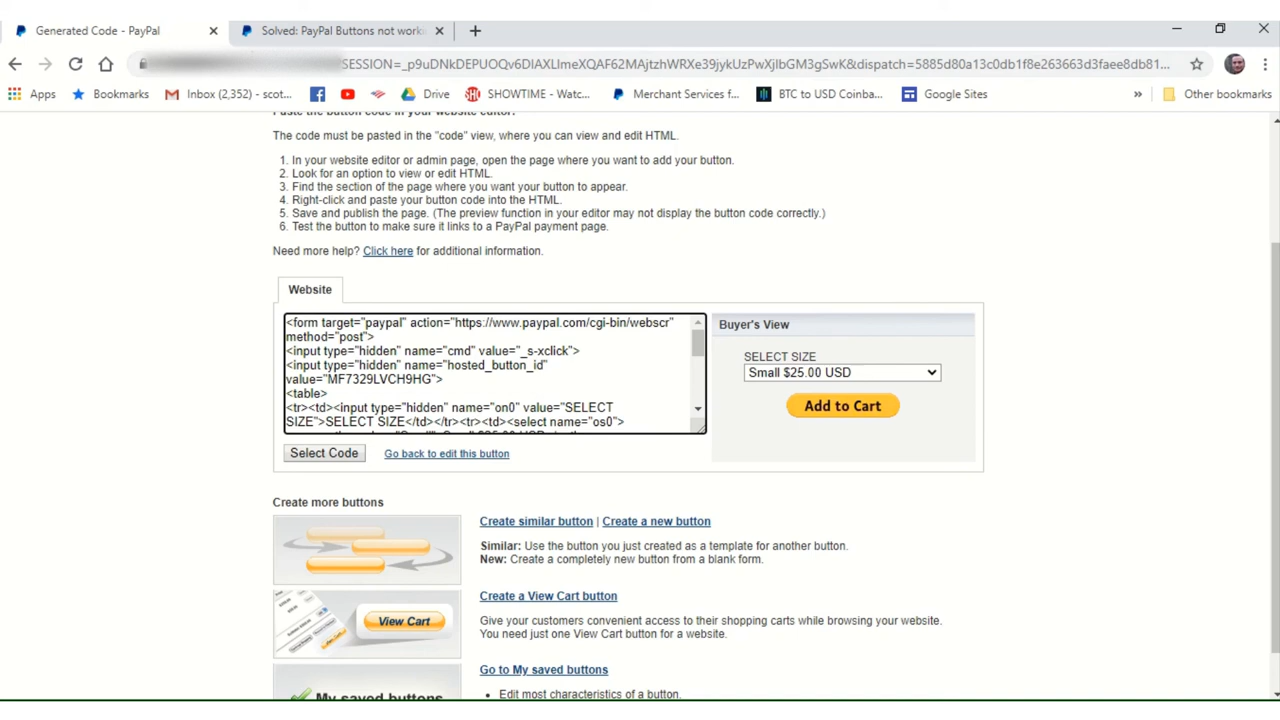 Generated Code - PayPal
Solved: PayPal Buttons not work
SESSION=_p9uDNkDEPUOQv6DIAXLImeXQAF62MAjtzhWRXe39jykUzPwXjIbGM3gSwK&dispatch=5885d80a13c0db1f8e263663d3faee8db81...
Apps
Bookmarks
Inbox (2,352) - scot...
Drive
SHOWTIME - Watc...
Merchant Services f...
BTC to USD Coinba...
Google Sites
»
Other bookmarks
Paste the button code in your website editor:
The code must be pasted in the "code" view, where you can view and edit HTML.
1. In your website editor or admin page, open the page where you want to add your button.
2. Look for an option to view or edit HTML.
3. Find the section of the page where you want your button to appear.
4. Right-click and paste your button code into the HTML.
5. Save and publish the page. (The preview function in your editor may not display the button code correctly.)
6. Test the button to make sure it links to a PayPal payment page.
Need more help? Click here for additional information.
Website
<form target="paypal" action="https://www.paypal.com/cgi-bin/webscr"
method="post">
<input type="hidden" name="cmd" value="_s-xclick">
<input type="hidden" name="hosted_button_id"
value="MF7329LVCH9HG">
<table>
<tr><td><input type="hidden" name="on0" value="SELECT
SIZE">SELECT SIZE</td></tr><tr><td><select name="os0">
Buyer's View
SELECT SIZE
Small $25.00 USD
Add to Cart
Select Code
Go back to edit this button
Create more buttons
Create similar button | Create a new button
Similar: Use the button you just created as a template for another button.
New: Create a completely new button from a blank form.
Create a View Cart button
View Cart
Give your customers convenient access to their shopping carts while browsing your website.
You need just one View Cart button for a website.
Go to My saved buttons
My saved buttons
• Edit most characteristics of a button.